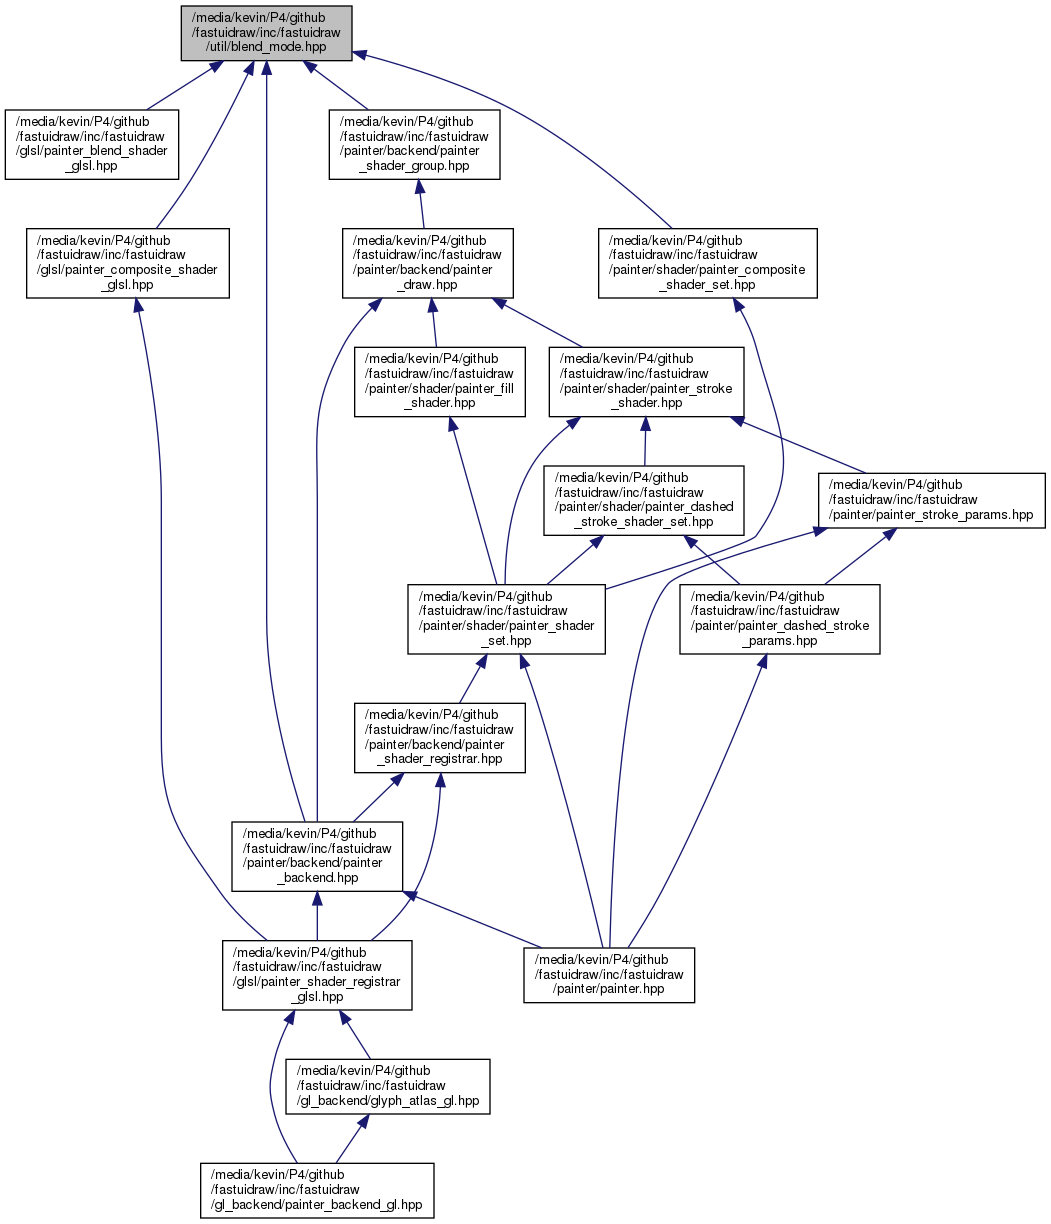 /media/kevin/P4/github
/fastuidraw/inc/fastuidraw
/util/blend_mode.hpp
/media/kevin/P4/github
/fastuidraw/inc/fastuidraw
/glsl/painter_blend_shader
_glsl.hpp
/media/kevin/P4/github
/fastuidraw/inc/fastuidraw
/painter/backend/painter
_shader_group.hpp
/media/kevin/P4/github
/fastuidraw/inc/fastuidraw
/glsl/painter_composite_shader
_glsl.hpp
/media/kevin/P4/github
/fastuidraw/inc/fastuidraw
/painter/backend/painter
_draw.hpp
/media/kevin/P4/github
/fastuidraw/inc/fastuidraw
/painter/shader/painter_composite
_shader_set.hpp
/media/kevin/P4/github
/fastuidraw/inc/fastuidraw
/painter/shader/painter_fill
_shader.hpp
/media/kevin/P4/github
/fastuidraw/inc/fastuidraw
/painter/shader/painter_stroke
_shader.hpp
/media/kevin/P4/github
/fastuidraw/inc/fastuidraw
/painter/shader/painter_dashed
_stroke_shader_set.hpp
/media/kevin/P4/github
/fastuidraw/inc/fastuidraw
/painter/painter_stroke_params.hpp
/media/kevin/P4/github
/fastuidraw/inc/fastuidraw
/painter/shader/painter_shader
_set.hpp
/media/kevin/P4/github
/fastuidraw/inc/fastuidraw
/painter/painter_dashed_stroke
_params.hpp
/media/kevin/P4/github
/fastuidraw/inc/fastuidraw
/painter/backend/painter
_shader_registrar.hpp
/media/kevin/P4/github
/fastuidraw/inc/fastuidraw
/painter/backend/painter
_backend.hpp
/media/kevin/P4/github
/fastuidraw/inc/fastuidraw
/glsl/painter_shader_registrar
_glsl.hpp
/media/kevin/P4/github
/fastuidraw/inc/fastuidraw
/painter/painter.hpp
/media/kevin/P4/github
/fastuidraw/inc/fastuidraw
/gl_backend/glyph_atlas_gl.hpp
/media/kevin/P4/github
/fastuidraw/inc/fastuidraw
/gl_backend/painter_backend_gl.hpp